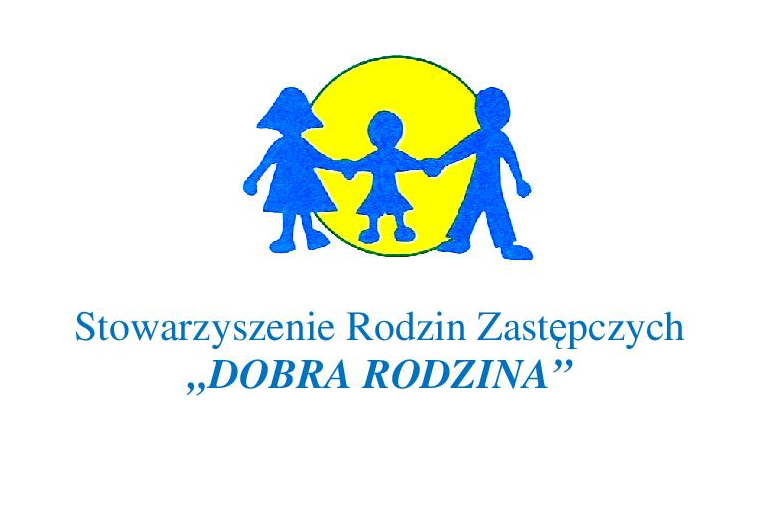 Stowarzyszenie Rodzin Zastępczych
„DOBRA RODZINA”